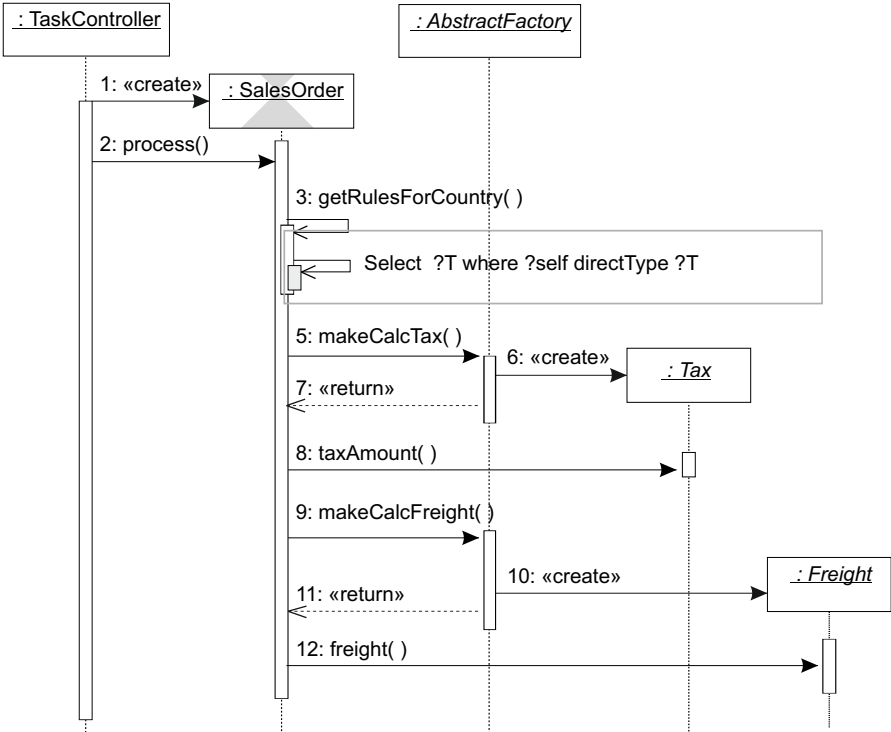 : TaskController
: AbstractFactory
1: «create»
: SalesOrder
2: process()
3: getRulesForCountry( )
Select ?T where ?self directType ?T
5: makeCalcTax( )
6: «create»
: Tax
7: «return»
8: taxAmount( )
9: makeCalcFreight( )
10: «create»
: Freight
11: «return»
12: freight( )